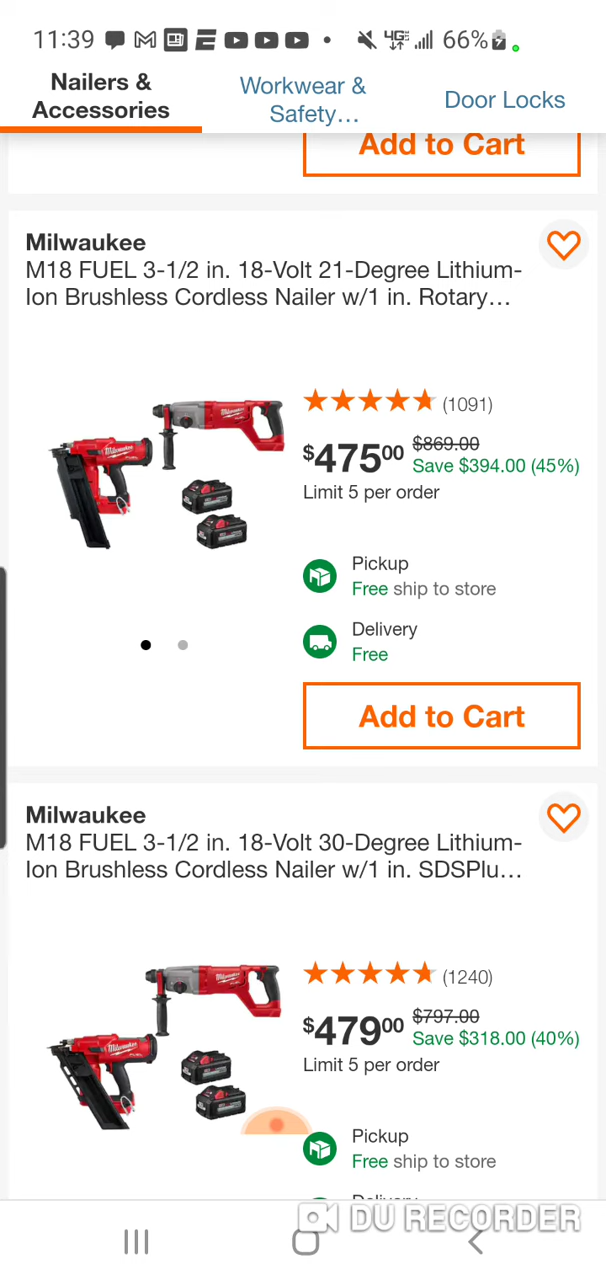 11:39 4G 66%
Nailers & Accessories
Workwear & Safety…
Door Locks
Add to Cart
Milwaukee
M18 FUEL 3-1/2 in. 18-Volt 21-Degree Lithium-
Ion Brushless Cordless Nailer w/1 in. Rotary…
(1091)
$47500 $869.00
Save $394.00 (45%)
Limit 5 per order
Pickup
Free ship to store
Delivery
Free
Add to Cart
Milwaukee
M18 FUEL 3-1/2 in. 18-Volt 30-Degree Lithium-
Ion Brushless Cordless Nailer w/1 in. SDSPlu…
(1240)
$47900 $797.00
Save $318.00 (40%)
Limit 5 per order
Pickup
Free ship to store
Delivery
DU RECORDER